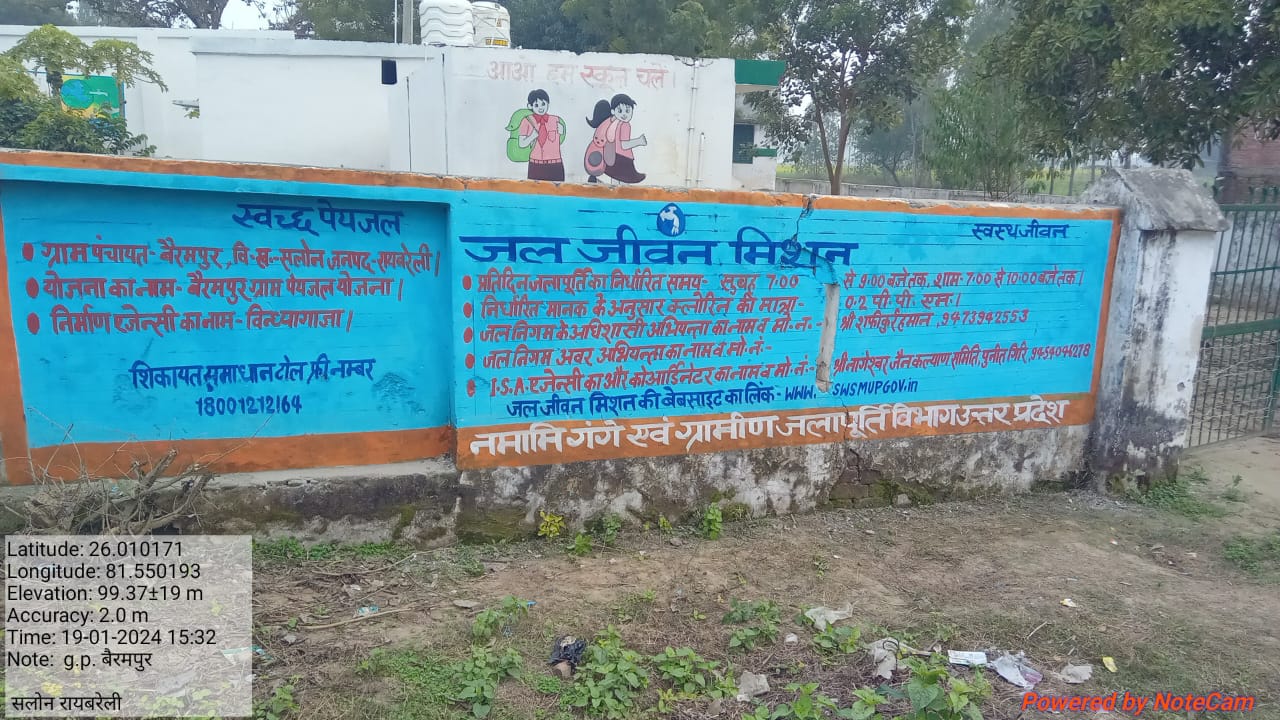 आओ हम स्कूल चलें।
स्वच्छ पेयजल
ग्राम पंचायत- बैरमपुर, वि.ख.-सलोन जनपद-रायबरेली।
योजना का नाम- बैरमपुर ग्राम पेयजल योजना।
निर्माण एजेन्सी का नाम- विन्ध्यागाजा।
शिकायत समाधान टोल फ्री नम्बर
18001212164
जल जीवन मिशन
स्वस्थ जीवन
प्रतिदिन जलापूर्ति का निर्धारित समय- सुबह 7:00 से 9:00 बजे तक, शाम- 7:00 से 10:00 बजे तक।
निर्धारित मानक के अनुसार क्लोरिन की मात्रा- 0.2 पी. पी. एम.।
जल निगम के अधिशासी अभियन्ता का नाम व मो. न.- श्री शफीकुर्रहमान, 9473942553
जल निगम अवर अभियन्ता का नाम व मो. न.-
I.S.A. एजेन्सी का और कोआर्डिनेटर का नाम व मो. न.- श्री नागेश्वर जन कल्याण समिति, पुनीत गिरि, 9454094278
जल जीवन मिशन की बेबसाइट का लिंक- WWW. SWSMUPGOV.in
नमामि गंगे एवं ग्रामीण जलापूर्ति विभाग उत्तर प्रदेश
Latitude: 26.010171
Longitude: 81.550193
Elevation: 99.37±19 m
Accuracy: 2.0 m
Time: 19-01-2024 15:32
Note: g.p. बैरमपुर
सलोन रायबरेली
Powered by NoteCam